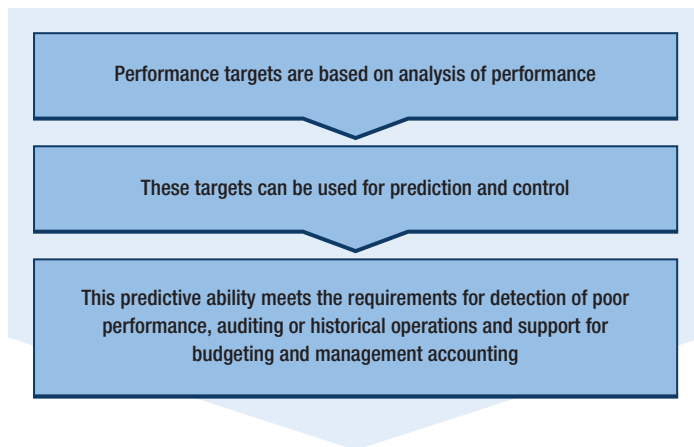 Performance targets are based on analysis of performance
These targets can be used for prediction and control
This predictive ability meets the requirements for detection of poor
performance, auditing or historical operations and support for
budgeting and management accounting